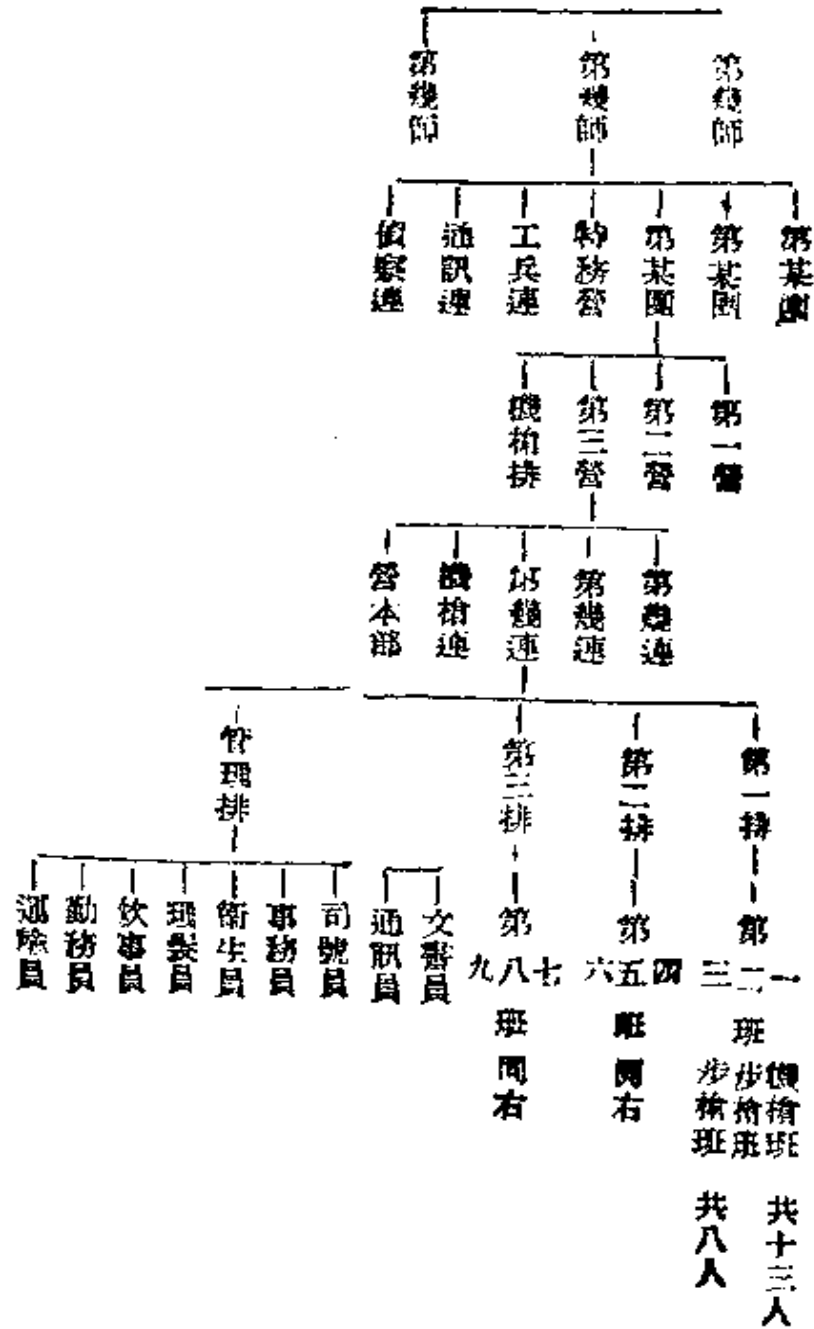 第幾師
第幾師
第幾師
第某團
第某團
第某團
特務營
工兵連
通訊連
偵察連
第一營
第二營
第三營
機槍排
第幾連
第幾連
第幾連
機槍連
營本部
第一排
第二排
第三排
管理排
第一二三班
機槍班 共十三人
步槍班
步槍班 共八人
第四五六班 同右
第七八九班 同右
文書員
通訊員
司號員
事務員
衛生員
理髮員
炊事員
勤務員
運輸員